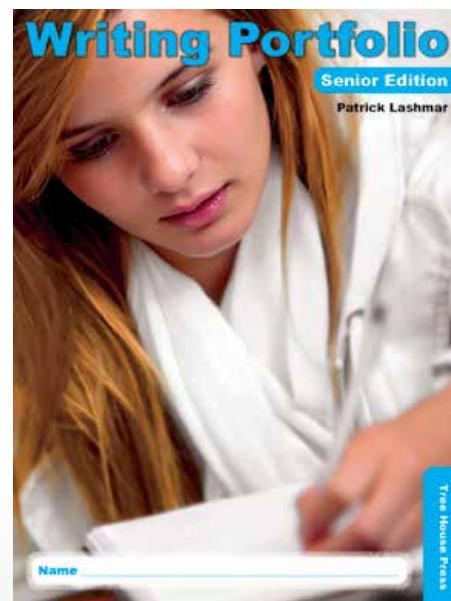 Writing Portfolio
Senior Edition
Patrick Lashmar
Tree House Press
Name